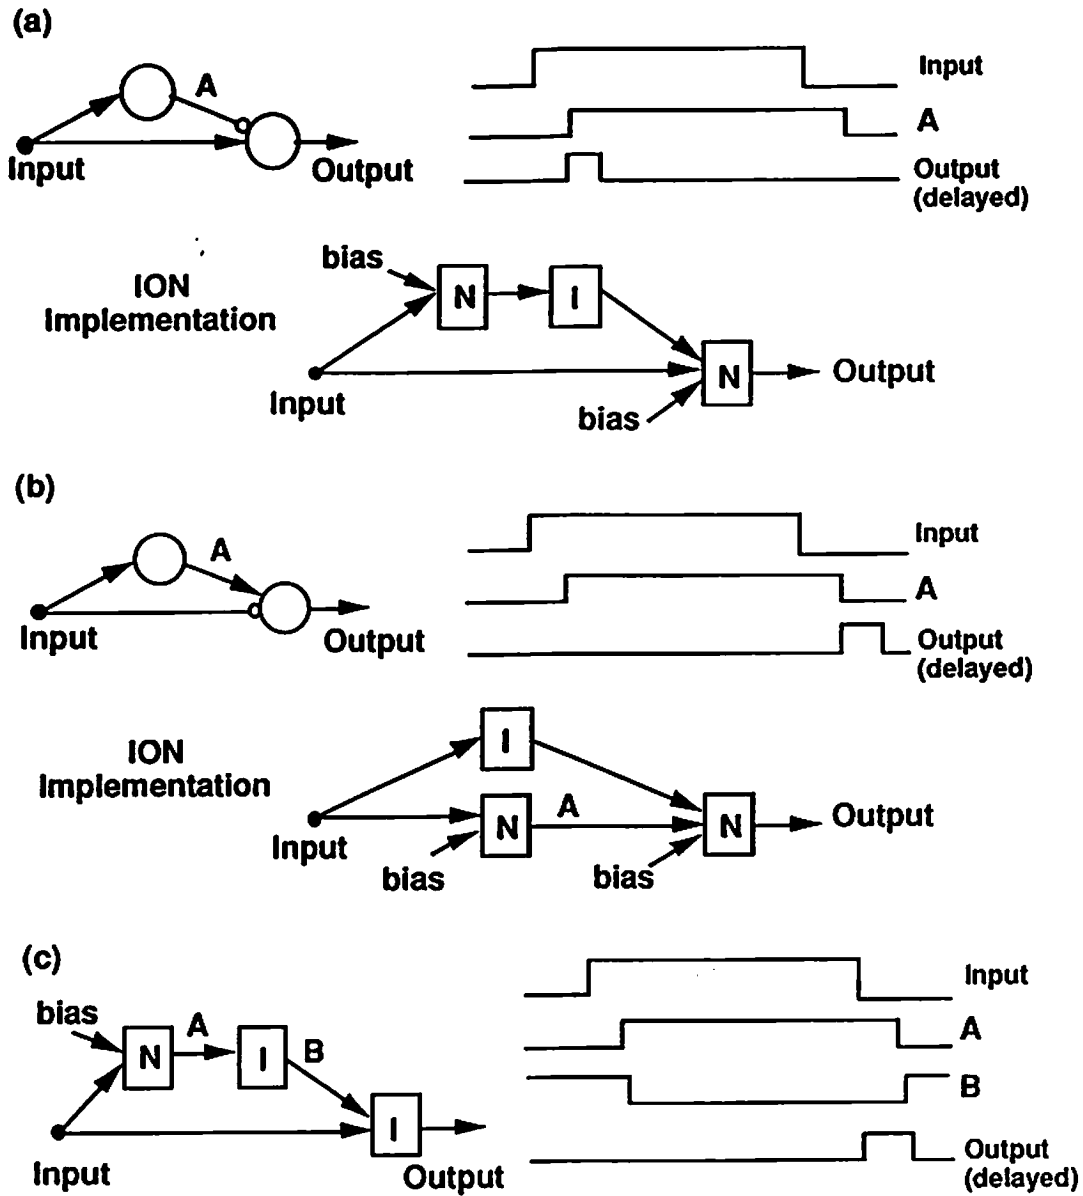 (a)
A
Input
Output
Input
A
Output
(delayed)
ION
Implementation
bias
N
I
N
Input
bias
Output
(b)
A
Input
Output
Input
A
Output
(delayed)
ION
Implementation
I
N
A
N
Input
bias
bias
Output
(c)
bias
N
A
I
B
I
Input
Output
Input
A
B
Output
(delayed)